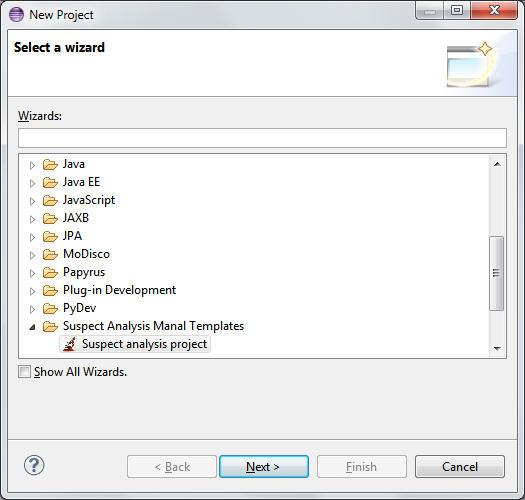 New Project
Select a wizard
Wizards:
Java
Java EE
JavaScript
JAXB
JPA
MoDisco
Papyrus
Plug-in Development
PyDev
Suspect Analysis Manal Templates
Suspect analysis project
Show All Wizards.
? < Back Next > Finish Cancel